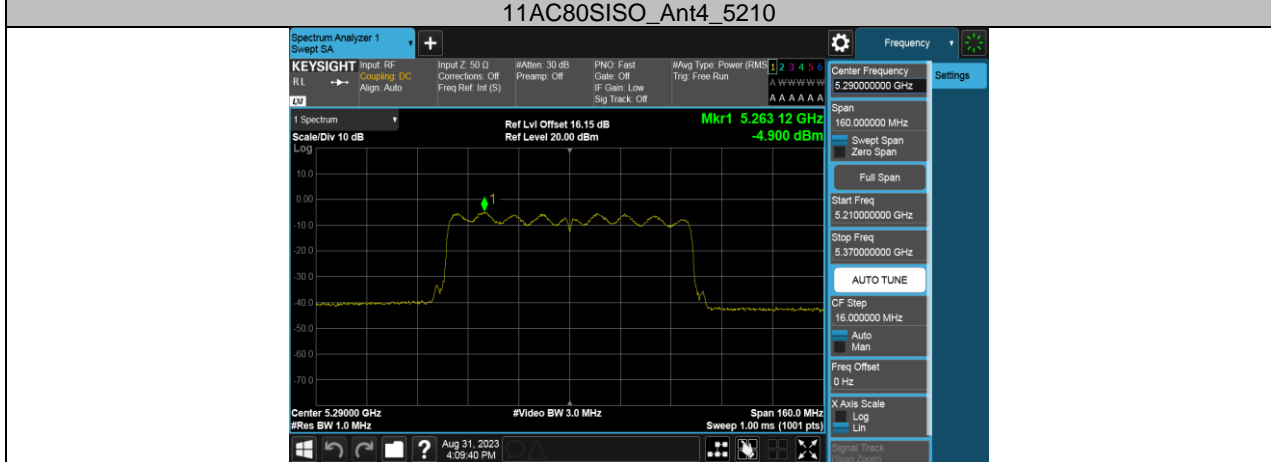 11AC80SISO_Ant4_5210
Spectrum Analyzer 1
Swept SA
+
Frequency
KEYSIGHT
RL
LXI
Input: RF
Coupling: DC
Align: Auto
Input Z: 50 Ω
Corrections: Off
Freq Ref: Int (S)
#Atten: 30 dB
Preamp: Off
PNO: Fast
Gate: Off
IF Gain: Low
Sig Track: Off
#Avg Type: Power (RMS
Trig: Free Run
1 2 3 4 5 6
A W W W W W
A A A A A A
1 Spectrum
Scale/Div 10 dB
Log
Ref Lvl Offset 16.15 dB
Ref Level 20.00 dBm
Mkr1 5.263 12 GHz
-4.900 dBm
10.0
0.00
-10.0
-20.0
-30.0
-40.0
-50.0
-60.0
-70.0
1
Center 5.29000 GHz
#Res BW 1.0 MHz
#Video BW 3.0 MHz
Span 160.0 MHz
Sweep 1.00 ms (1001 pts)
?
Aug 31, 2023
4:09:40 PM
Center Frequency
5.290000000 GHz
Settings
Span
160.000000 MHz
Swept Span
Zero Span
Full Span
Start Freq
5.210000000 GHz
Stop Freq
5.370000000 GHz
AUTO TUNE
CF Step
16.000000 MHz
Auto
Man
Freq Offset
0 Hz
X Axis Scale
Log
Lin
Signal Track
(Span Zoom)